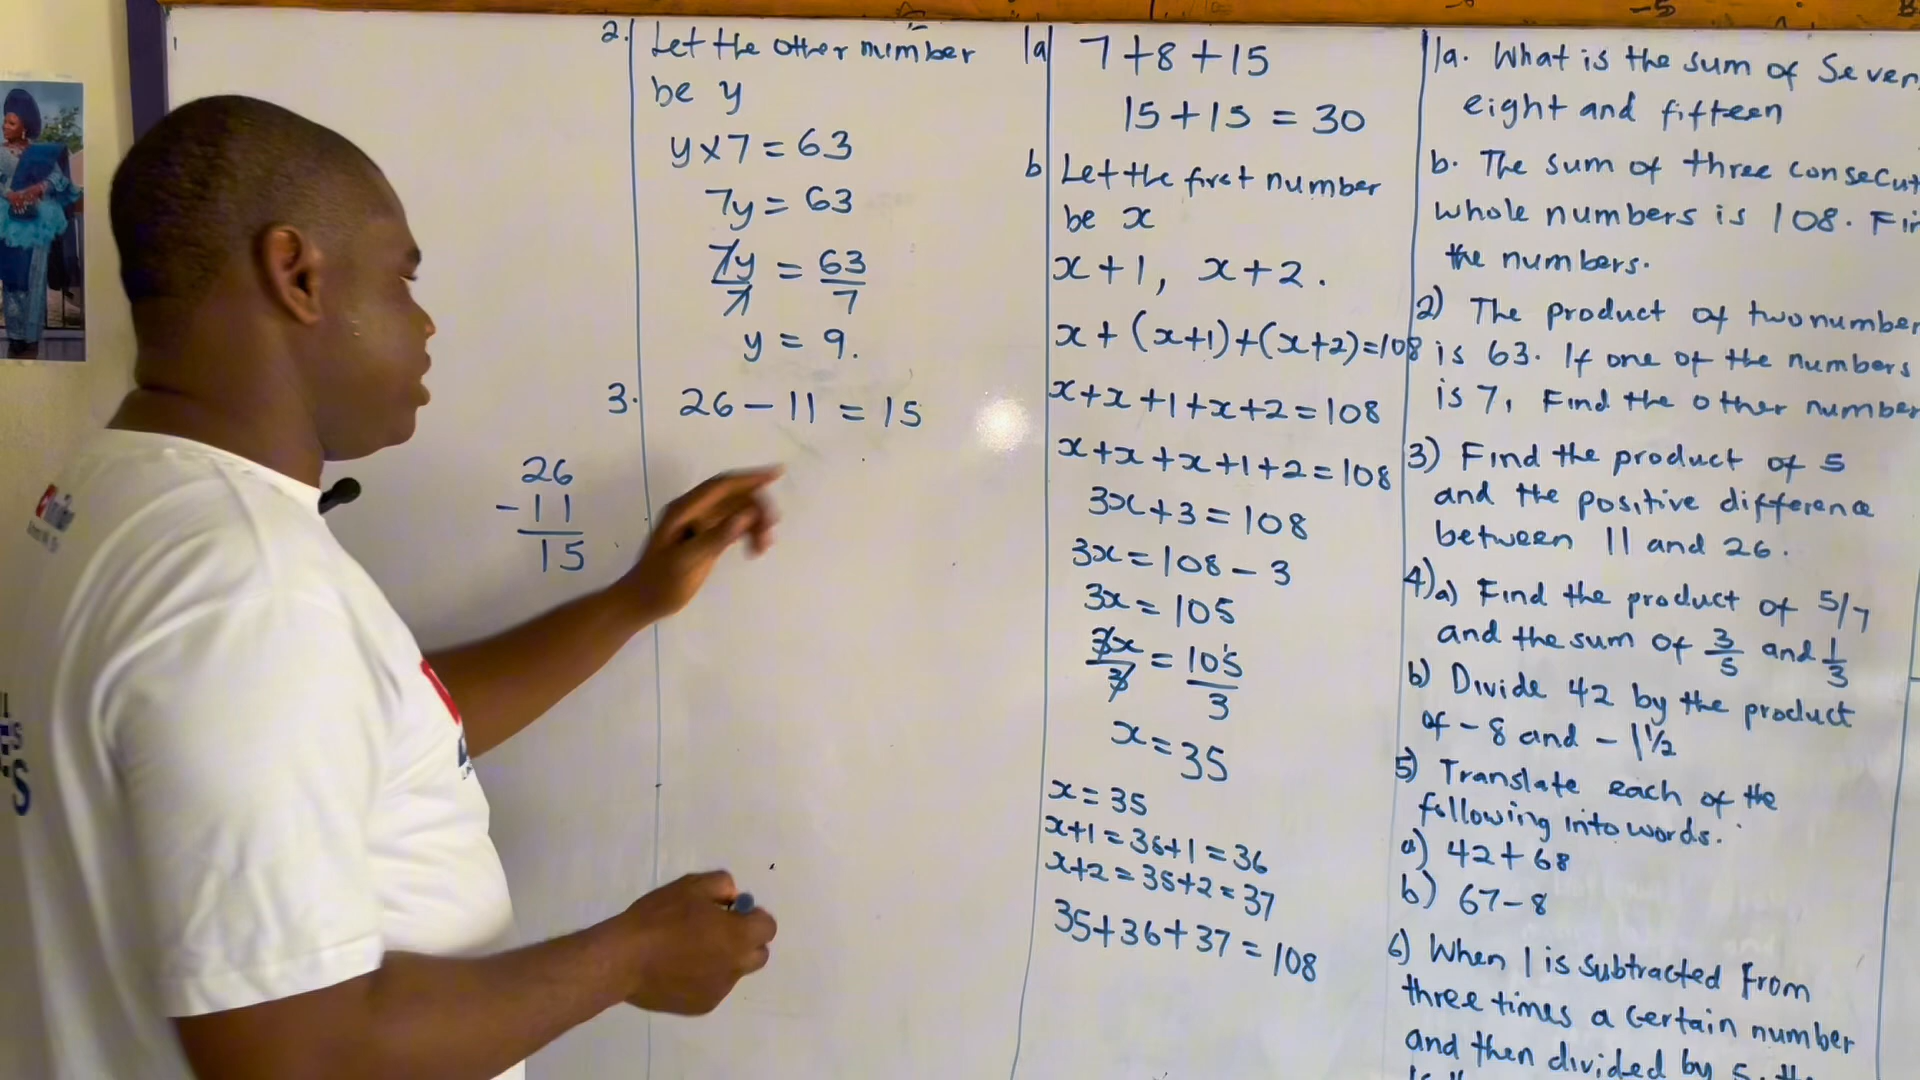 2. Let the other number
be y
y x 7 = 63
7y = 63
7y/7 = 63/7
y = 9.
3. 26 - 11 = 15
26
- 11
15
1a 7 + 8 + 15
15 + 15 = 30
b Let the first number
be x
x + 1, x + 2.
x + (x+1) + (x+2) = 108
x + x + 1 + x + 2 = 108
x + x + x + 1 + 2 = 108
3x + 3 = 108
3x = 108 - 3
3x = 105
3x/3 = 105/3
x = 35
x = 35
x+1 = 35+1 = 36
x+2 = 35+2 = 37
35 + 36 + 37 = 108
1a. What is the sum of Seven,
eight and fifteen
b. The sum of three consecut
whole numbers is 108. Fin
the numbers.
2) The product of two number
is 63. If one of the numbers
is 7, Find the other number
3) Find the product of 5
and the positive difference
between 11 and 26.
4) a) Find the product of 5/7
and the sum of 3/5 and 1/3
b) Divide 42 by the product
of - 8 and - 1 1/2
5) Translate each of the
following into words.
a) 42 + 68
b) 67 - 8
6) When 1 is subtracted from
three times a certain number
and then divided by 5, the